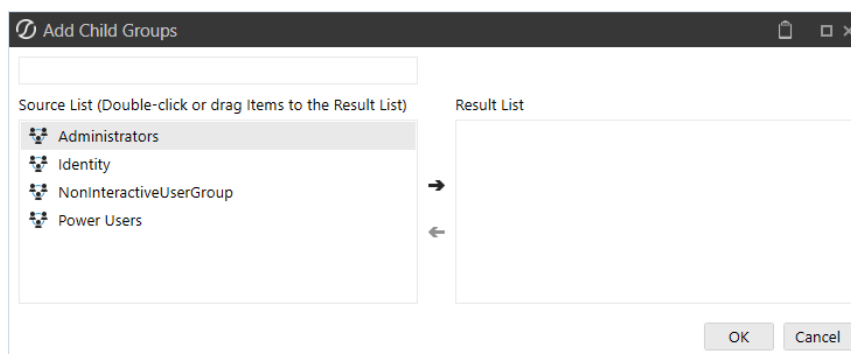 Add Child Groups
Source List (Double-click or drag Items to the Result List)
Result List
Administrators
Identity
NonInteractiveUserGroup
Power Users
OK
Cancel